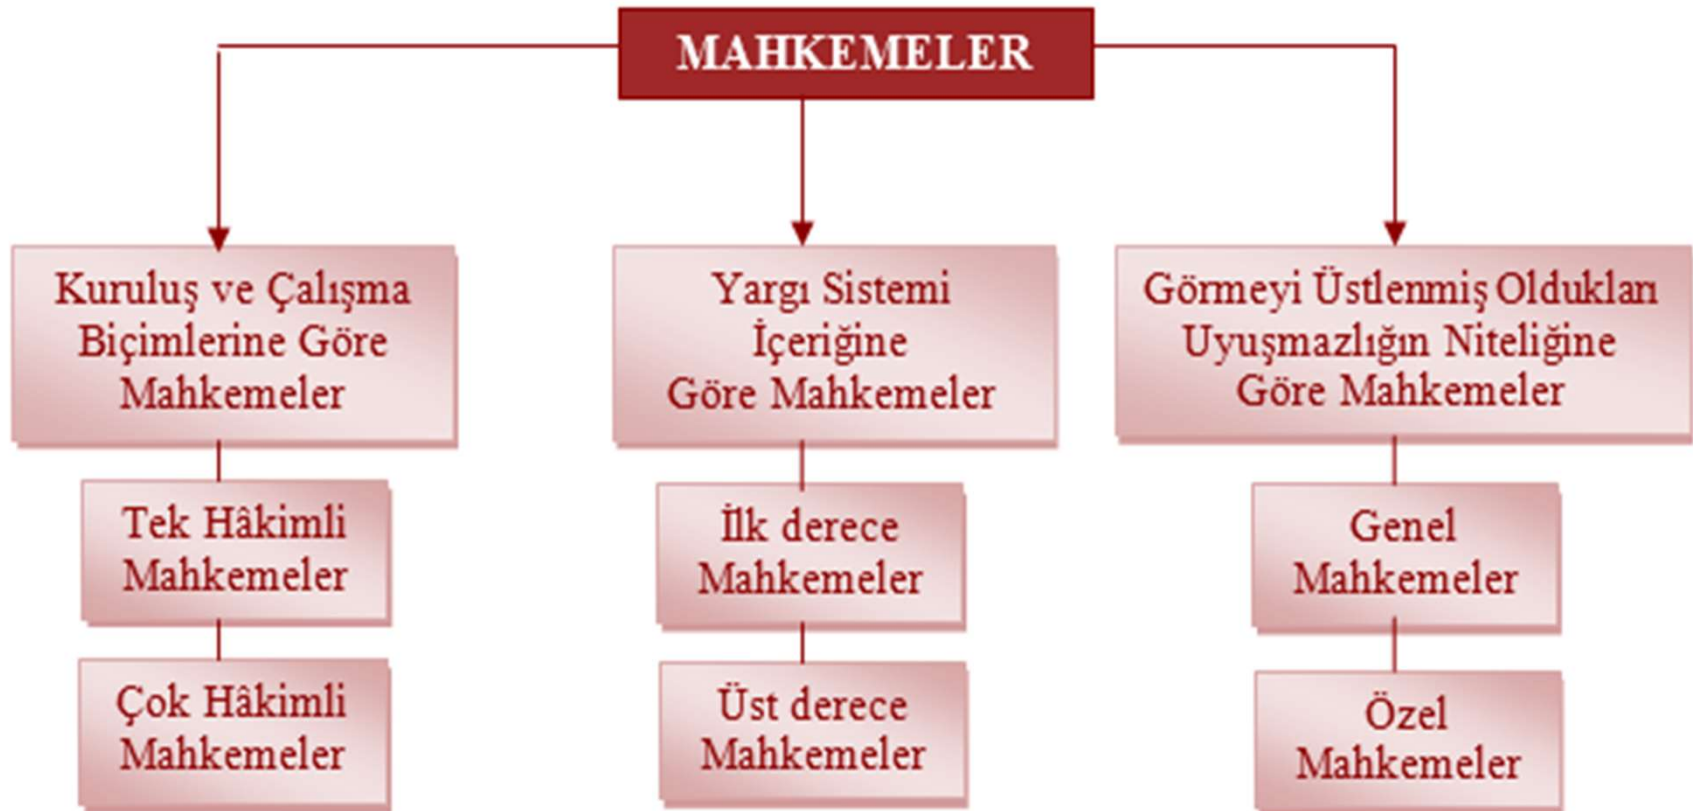 MAHKEMELER
Kuruluş ve Çalışma
Biçimlerine Göre
Mahkemeler
Tek Hâkimli
Mahkemeler
Çok Hâkimli
Mahkemeler
Yargı Sistemi
İçeriğine
Göre Mahkemeler
İlk derece
Mahkemeler
Üst derece
Mahkemeler
Görmeyi Üstlenmiş Oldukları
Uyuşmazlığın Niteliğine
Göre Mahkemeler
Genel
Mahkemeler
Özel
Mahkemeler